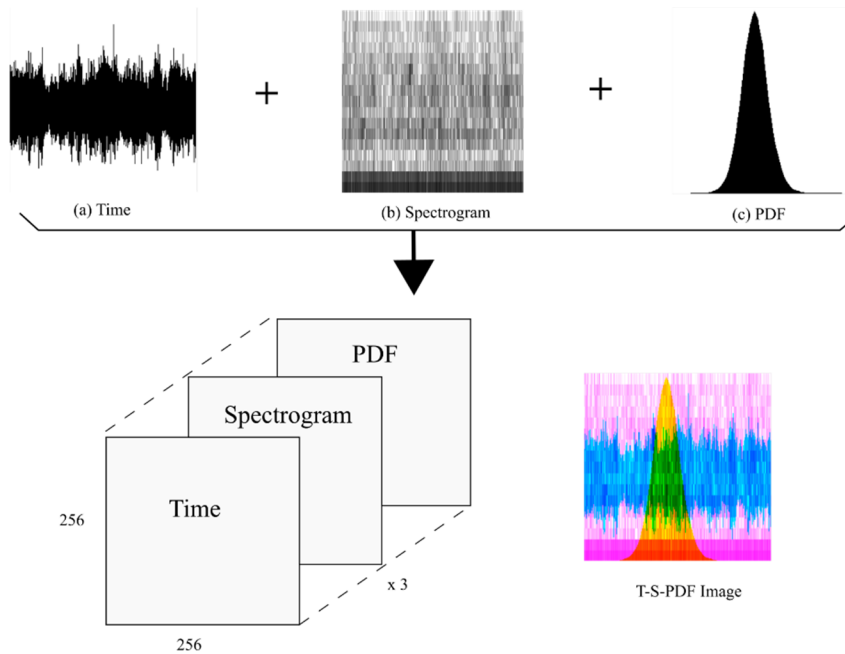 +
+
(a) Time
(b) Spectrogram
(c) PDF
PDF
Spectrogram
Time
256
x 3
256
T-S-PDF Image